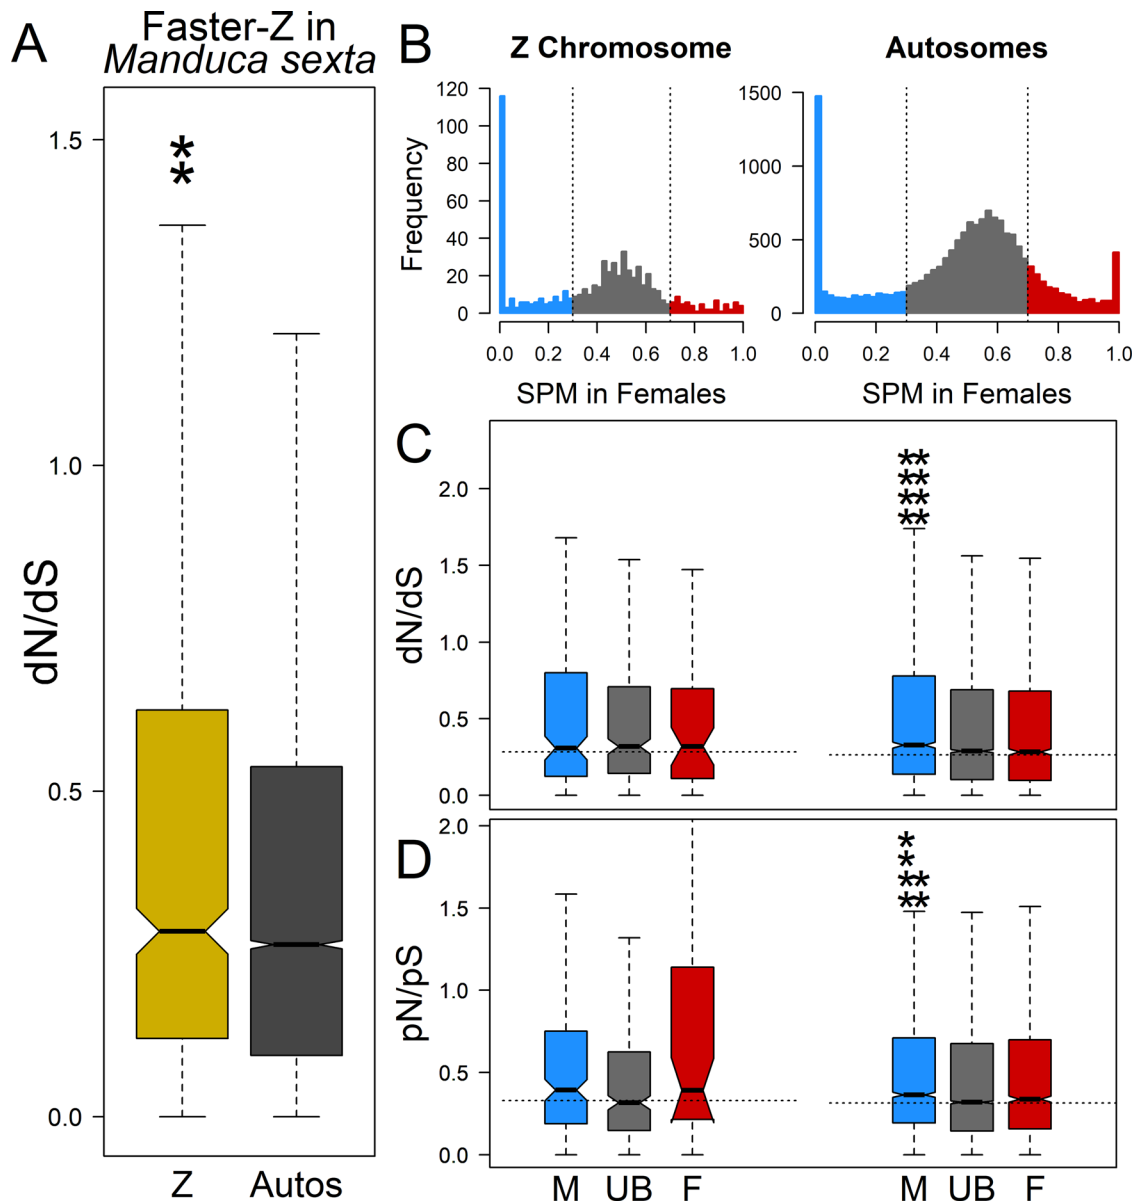 A
Faster-Z in
Manduca sexta
1.5
1.0
0.5
0.0
dN/dS
**
Z Autos
B
Z Chromosome
Autosomes
Frequency
120
100
80
60
40
20
0
0.0 0.2 0.4 0.6 0.8 1.0
SPM in Females
1500
1000
500
0
0.0 0.2 0.4 0.6 0.8 1.0
SPM in Females
C
dN/dS
2.0
1.5
1.0
0.5
0.0
**
**
**
**
D
pN/pS
2.0
1.5
1.0
0.5
0.0
*
*
**
**
M UB F
M UB F